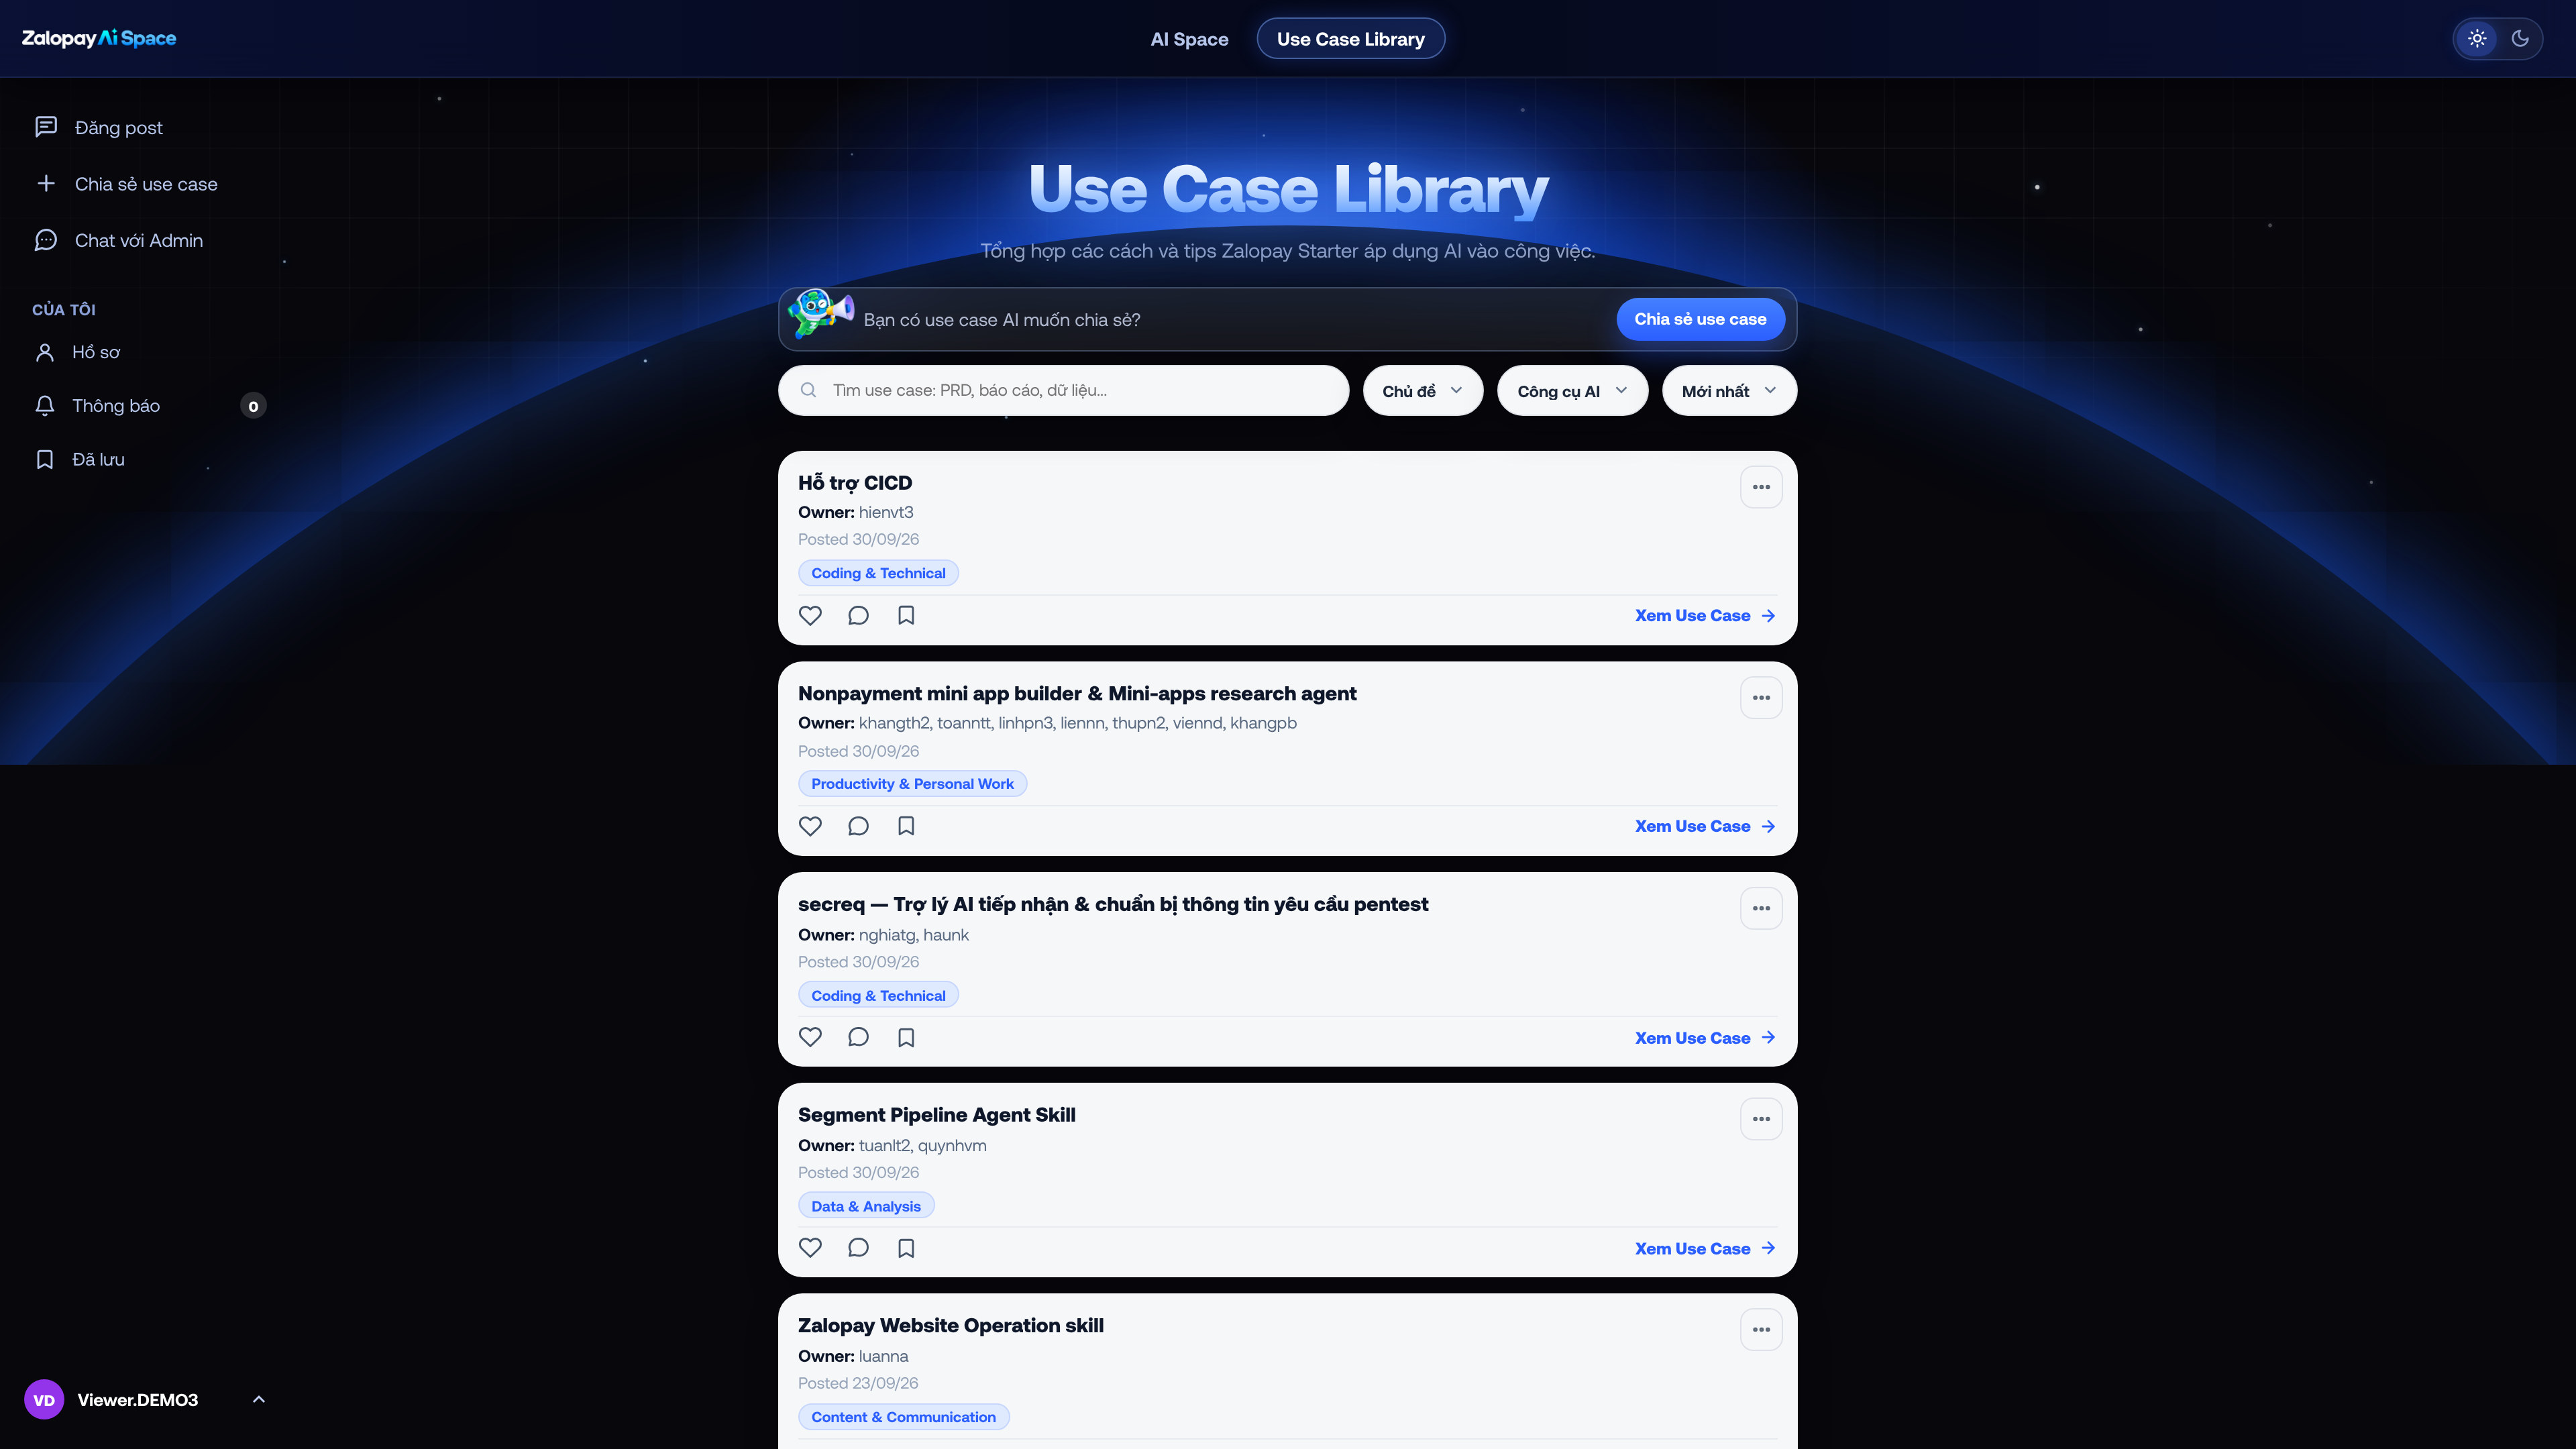 Zalopay Ai Space
AI Space
Use Case Library
Đăng post
Chia sẻ use case
Chat với Admin
CỦA TÔI
Hồ sơ
Thông báo
0
Đã lưu
Use Case Library
Tổng hợp các cách và tips Zalopay Starter áp dụng AI vào công việc.
Bạn có use case AI muốn chia sẻ?
Chia sẻ use case
Tìm use case: PRD, báo cáo, dữ liệu...
Chủ đề
Công cụ AI
Mới nhất
Hỗ trợ CICD
Owner: hienvt3
Posted 30/09/26
Coding & Technical
Xem Use Case
Nonpayment mini app builder & Mini-apps research agent
Owner: khangth2, toanntt, linhpn3, liennn, thupn2, viennd, khangpb
Posted 30/09/26
Productivity & Personal Work
Xem Use Case
secreq — Trợ lý AI tiếp nhận & chuẩn bị thông tin yêu cầu pentest
Owner: nghiatg, haunk
Posted 30/09/26
Coding & Technical
Xem Use Case
Segment Pipeline Agent Skill
Owner: tuanlt2, quynhvm
Posted 30/09/26
Data & Analysis
Xem Use Case
Zalopay Website Operation skill
Owner: luanna
Posted 23/09/26
Content & Communication
VD
Viewer.DEMO3